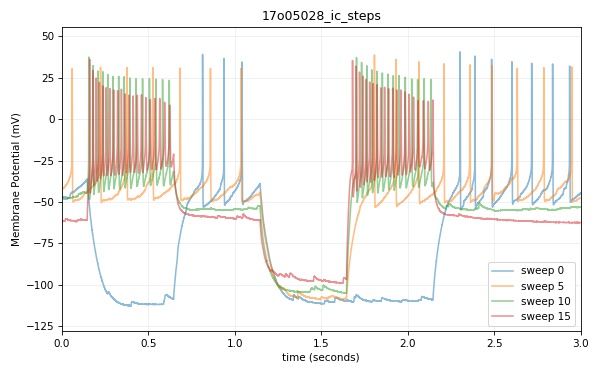 17o05028_ic_steps
Membrane Potential (mV)
50
25
0
−25
−50
−75
−100
−125
sweep 0
sweep 5
sweep 10
sweep 15
0.0 0.5 1.0 1.5 2.0 2.5 3.0
time (seconds)